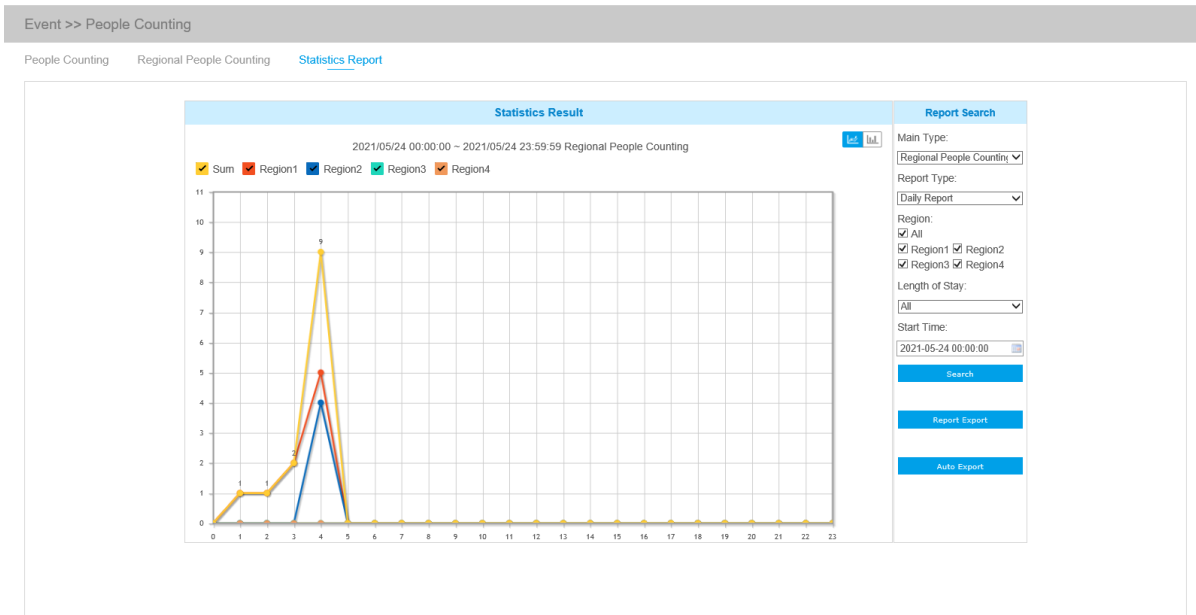 Event >> People Counting
People Counting Regional People Counting Statistics Report
Statistics Result
2021/05/24 00:00:00 ~ 2021/05/24 23:59:59 Regional People Counting
Sum Region1 Region2 Region3 Region4
11
10
9
8
7
6
5
4
3
2
1
0
1
1
2
9
0 1 2 3 4 5 6 7 8 9 10 11 12 13 14 15 16 17 18 19 20 21 22 23
Report Search
Main Type:
Regional People Counting
Report Type:
Daily Report
Region:
All
Region1 Region2
Region3 Region4
Length of Stay:
All
Start Time:
2021-05-24 00:00:00
Search
Report Export
Auto Export